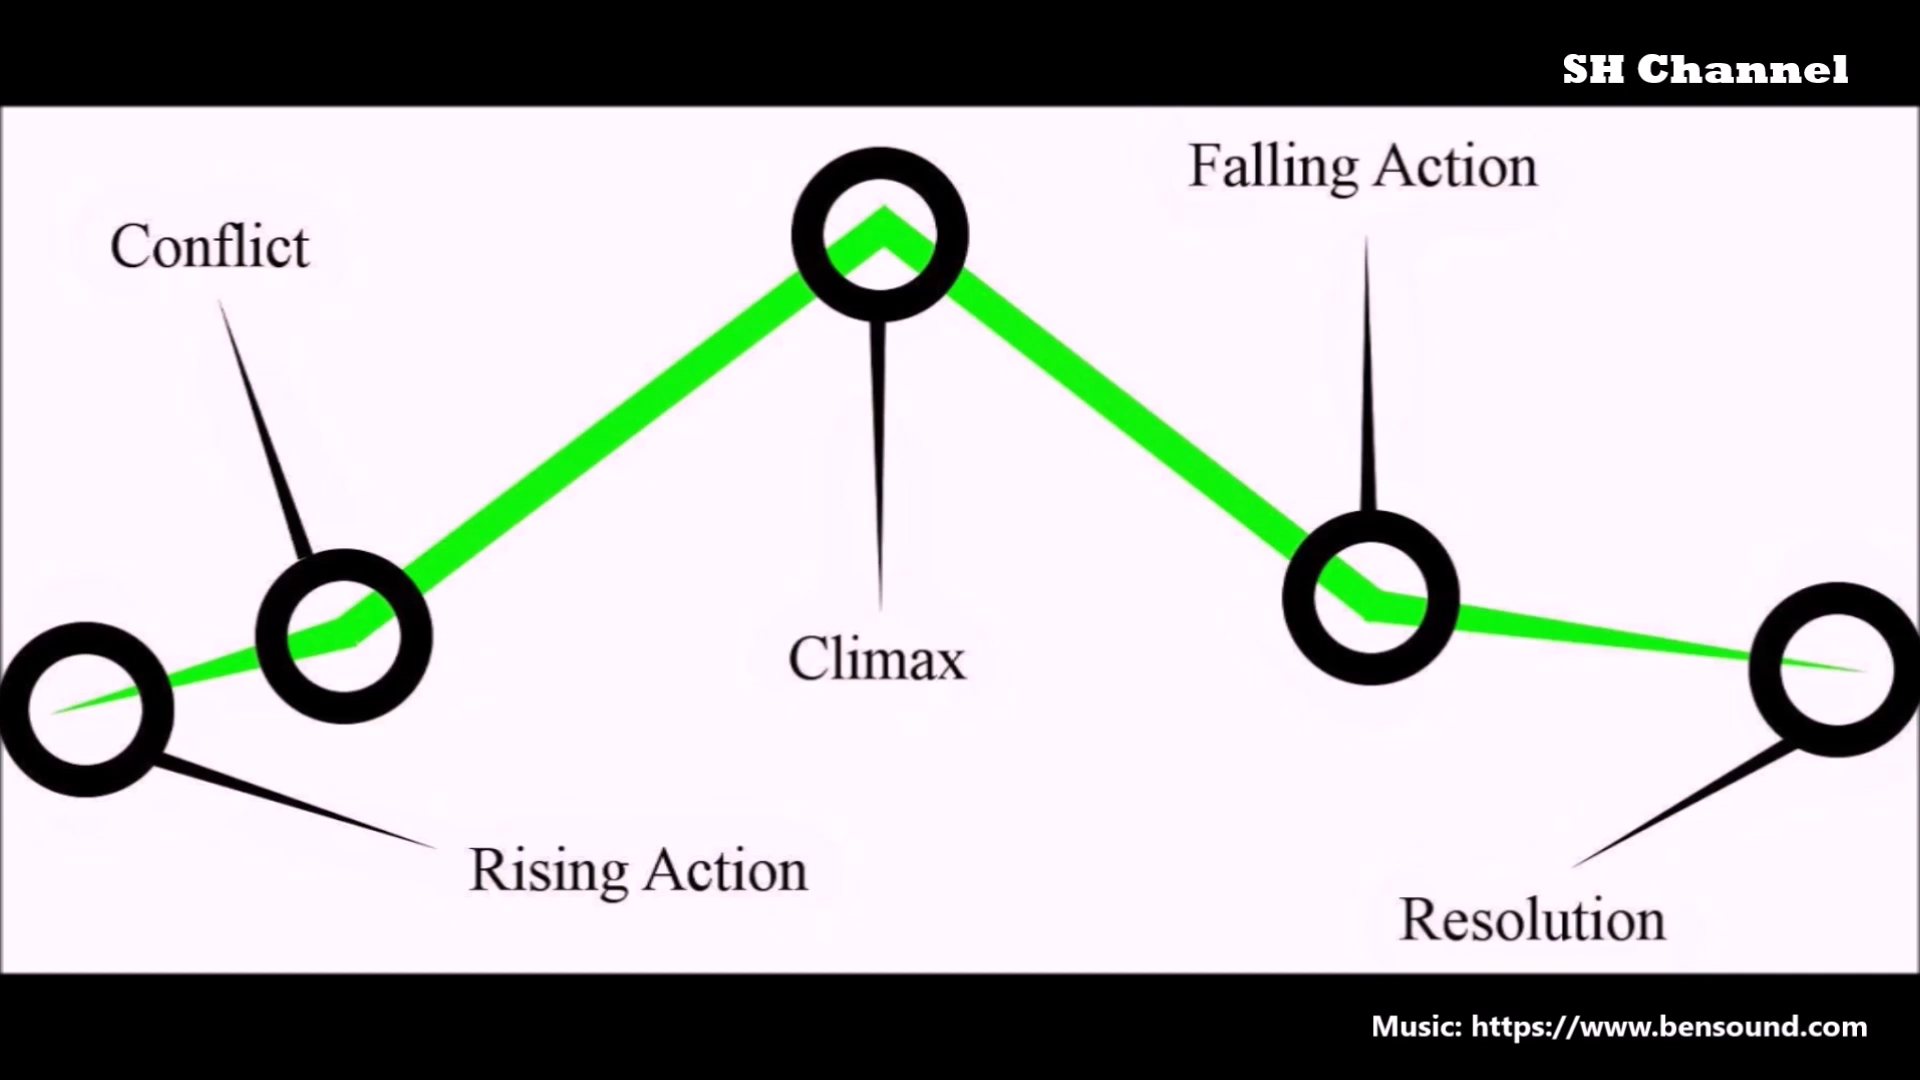 SH Channel
Falling Action
Conflict
Climax
Rising Action
Resolution
Music: https://www.bensound.com